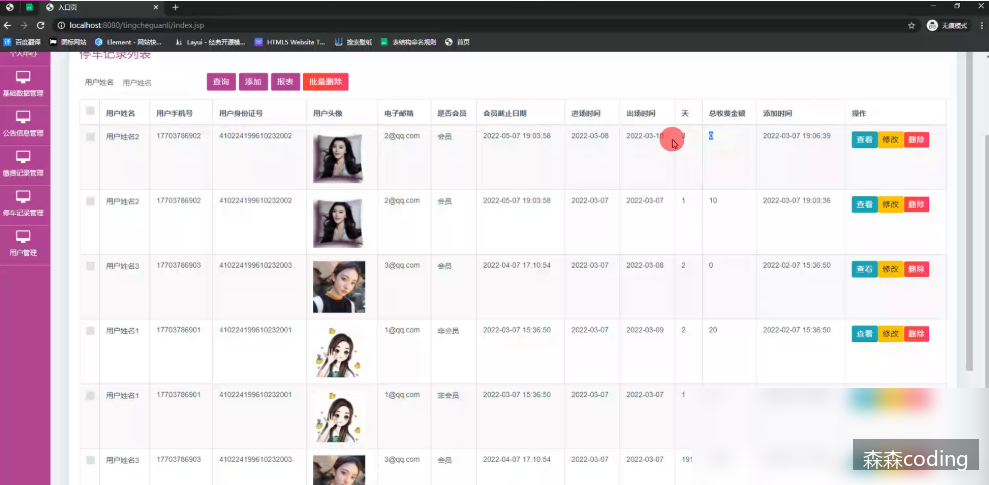 入口页
localhost:8080/tingcheguanli/index.jsp
无痕模式
百度翻译 图标网站 Element - 网站快... Layui - 经典开源模... HTML5 Website T... 搜主壁纸 表结构命名规则 首页
个人中心
基础数据管理
公告信息管理
缴费记录管理
停车记录管理
用户管理
停车记录列表
用户姓名 用户姓名 查询 添加 报表 批量删除
用户姓名 用户手机号 用户身份证号 用户头像 电子邮箱 是否会员 会员截止日期 进场时间 出场时间 天 总收费金额 添加时间 操作
用户姓名2 17703786902 410224199610232002 2@qq.com 会员 2022-05-07 19:03:58 2022-03-08 2022-03-10 3 0 2022-03-07 19:06:39 查看 修改 删除
用户姓名2 17703786902 410224199610232002 2@qq.com 会员 2022-05-07 19:03:58 2022-03-07 2022-03-07 1 10 2022-03-07 19:03:36 查看 修改 删除
用户姓名3 17703786903 410224199610232003 3@qq.com 会员 2022-04-07 17:10:54 2022-03-07 2022-03-08 2 0 2022-02-07 15:36:50 查看 修改 删除
用户姓名1 17703786901 410224199610232001 1@qq.com 非会员 2022-03-07 15:36:50 2022-03-07 2022-03-09 2 20 2022-02-07 15:36:50 查看 修改 删除
用户姓名1 17703786901 410224199610232001 1@qq.com 非会员 2022-03-07 15:36:50 2022-03-07 2022-03-07 1
用户姓名3 17703786903 410224199610232003 3@qq.com 会员 2022-04-07 17:10:54 2022-03-07 2022-03-07 191
森森coding